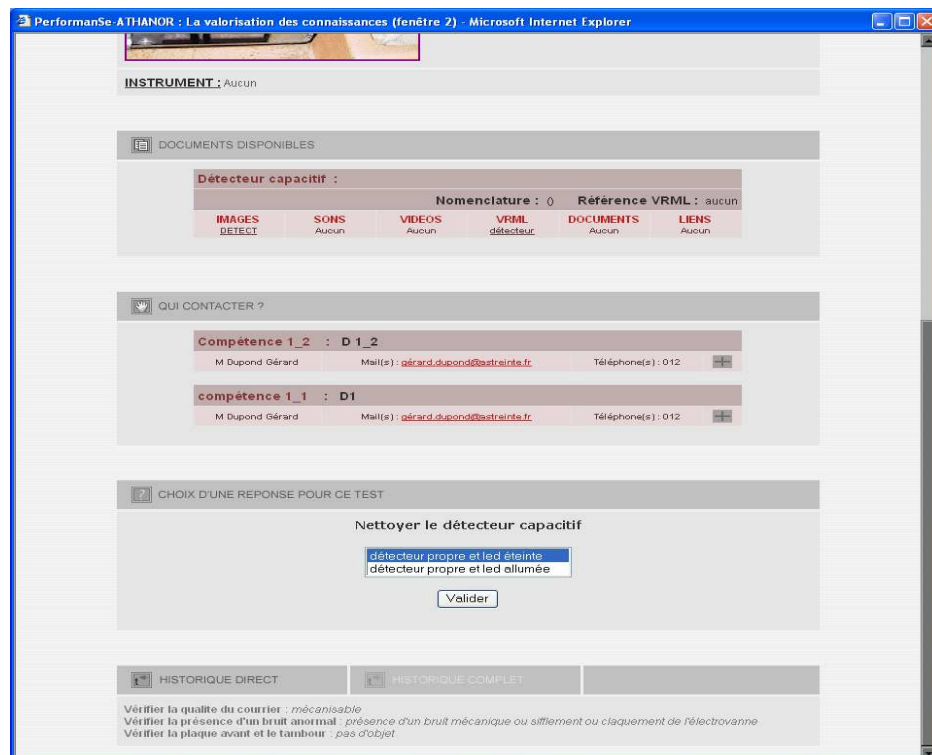 PerformanSe-ATHANOR : La valorisation des connaissances (fenêtre 2) - Microsoft Internet Explorer
INSTRUMENT : Aucun
DOCUMENTS DISPONIBLES
Détecteur capacitif :
Nomenclature : () Référence VRML : aucun
IMAGES SONS VIDEOS VRML DOCUMENTS LIENS
DETECT Aucun Aucun détecteur Aucun Aucun
QUI CONTACTER ?
Compétence 1_2 : D 1_2
M Dupond Gérard Mail(s) : gérard.dupond@astreinte.fr Téléphone(s) : 012
compétence 1_1 : D1
M Dupond Gérard Mail(s) : gérard.dupond@astreinte.fr Téléphone(s) : 012
CHOIX D'UNE REPONSE POUR CE TEST
Nettoyer le détecteur capacitif
détecteur propre et led éteinte
détecteur propre et led allumée
Valider
HISTORIQUE DIRECT HISTORIQUE COMPLET
Vérifier la qualite du courrier : mécanisable
Vérifier la présence d'un bruit anormal : présence d'un bruit mécanique ou sifflement ou claquement de l'électrovanne
Vérifier la plaque avant et le tambour : pas d'objet